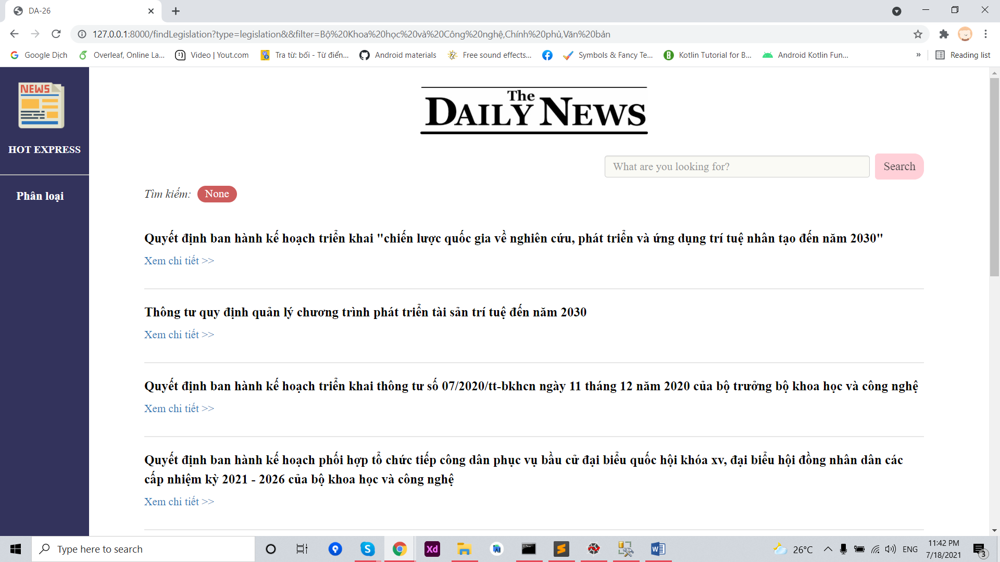 DA-26
127.0.0.1:8000/findLegislation?type=legislation&&filter=Bộ%20Khoa%20học%20và%20Công%20nghệ,Chính%20phủ,Văn%20bản
Google Dịch
Overleaf, Online La...
Video | Yout.com
Tra từ: bối - Từ điển...
Android materials
Free sound effects...
Symbols & Fancy Te...
Kotlin Tutorial for B...
Android Kotlin Fun...
»
Reading list
NEWS
HOT EXPRESS
Phân loại
The
DAILY NEWS
What are you looking for?
Search
Tìm kiếm: None
Quyết định ban hành kế hoạch triển khai "chiến lược quốc gia về nghiên cứu, phát triển và ứng dụng trí tuệ nhân tạo đến năm 2030"
Xem chi tiết >>
Thông tư quy định quản lý chương trình phát triển tài sản trí tuệ đến năm 2030
Xem chi tiết >>
Quyết định ban hành kế hoạch triển khai thông tư số 07/2020/tt-bkhcn ngày 11 tháng 12 năm 2020 của bộ trưởng bộ khoa học và công nghệ
Xem chi tiết >>
Quyết định ban hành kế hoạch phối hợp tổ chức tiếp công dân phục vụ bầu cử đại biểu quốc hội khóa xv, đại biểu hội đồng nhân dân các
cấp nhiệm kỳ 2021 - 2026 của bộ khoa học và công nghệ
Xem chi tiết >>
Type here to search
Xd
26°C
ENG
11:42 PM
7/18/2021
3